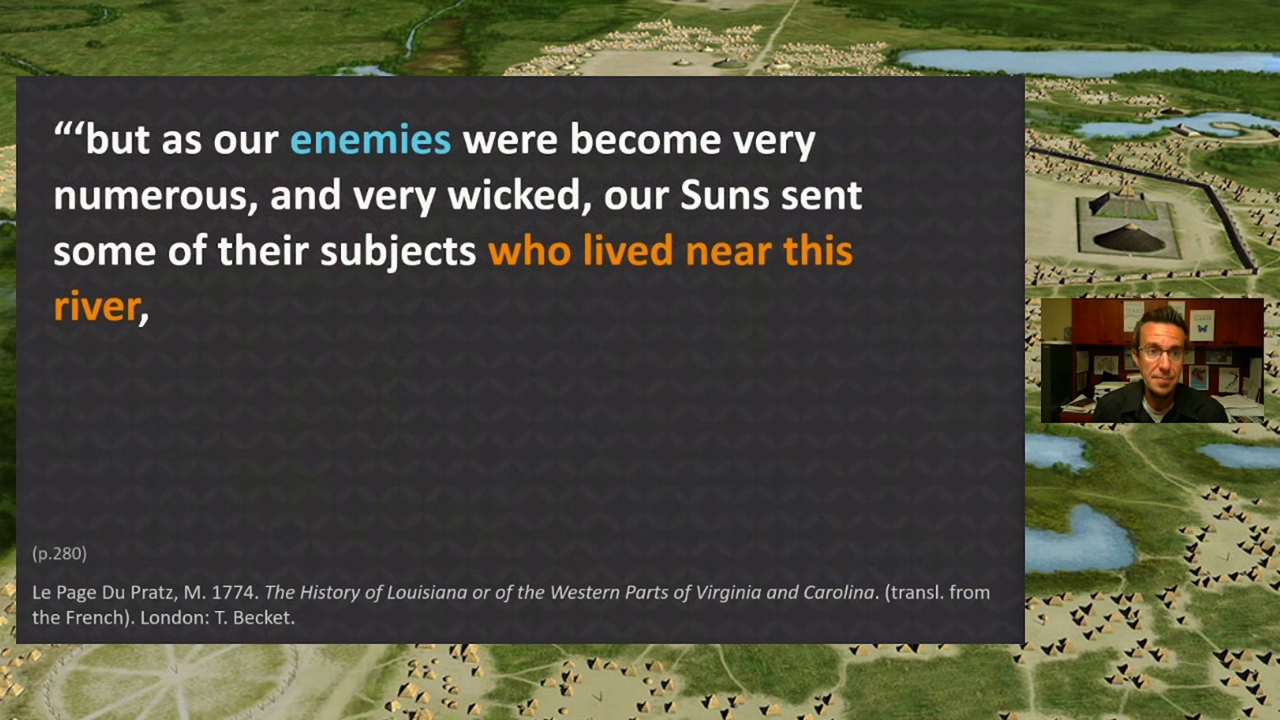 “‘but as our enemies were become very
numerous, and very wicked, our Suns sent
some of their subjects who lived near this
river,
(p.280)
Le Page Du Pratz, M. 1774. The History of Louisiana or of the Western Parts of Virginia and Carolina. (transl. from
the French). London: T. Becket.